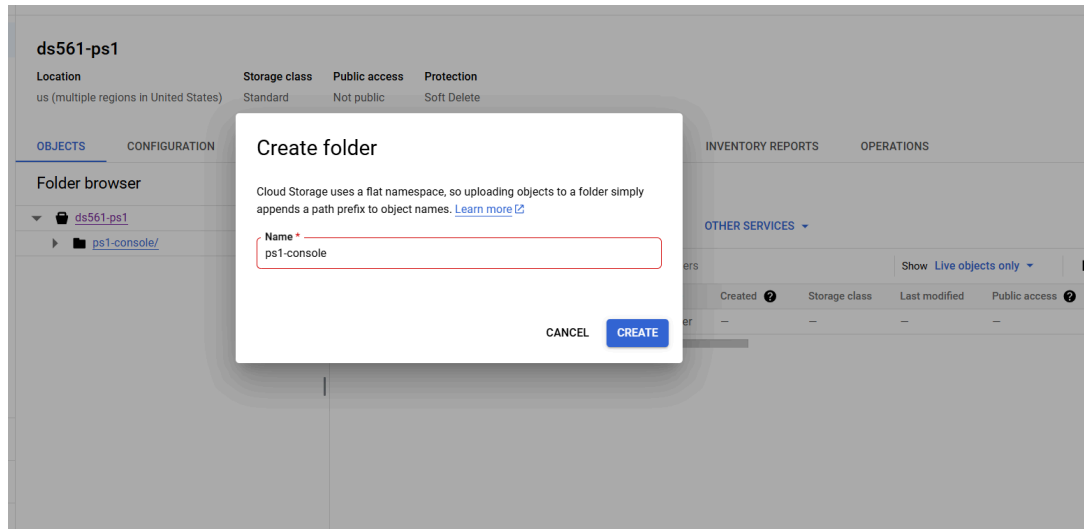 ds561-ps1
Location Storage class Public access Protection
us (multiple regions in United States) Standard Not public Soft Delete
OBJECTS CONFIGURATION INVENTORY REPORTS OPERATIONS
Folder browser
ds561-ps1
ps1-console/
Create folder
Cloud Storage uses a flat namespace, so uploading objects to a folder simply
appends a path prefix to object names. Learn more
Name *
ps1-console
CANCEL CREATE
OTHER SERVICES
Show Live objects only
Created Storage class Last modified Public access
— — — —